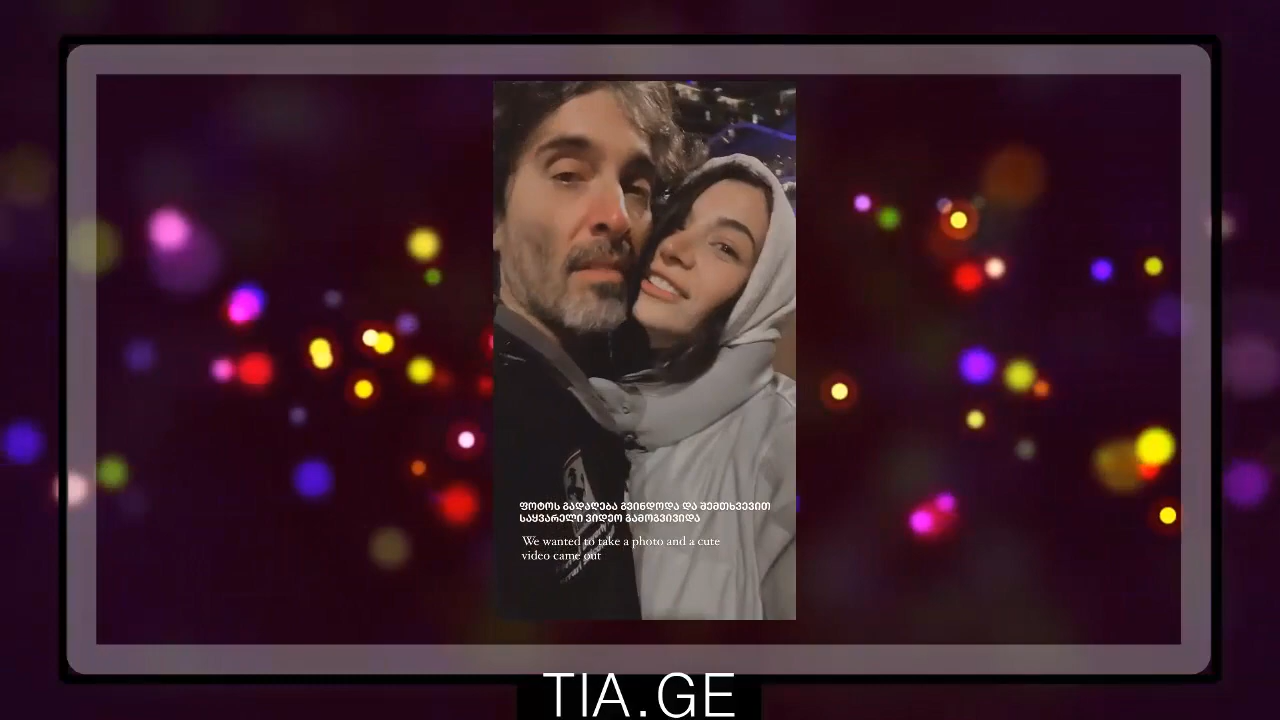 ᲤᲝᲢᲝᲡ ᲒᲐᲓᲐᲦᲔᲑᲐ ᲒᲕᲘᲜᲓᲝᲓᲐ ᲓᲐ ᲨᲔᲛᲗᲮᲕᲔᲕᲘᲗ
ᲡᲐᲧᲕᲐᲠᲔᲚᲘ ᲕᲘᲓᲔᲝ ᲒᲐᲛᲝᲒᲕᲘᲕᲘᲓᲐ
We wanted to take a photo and a cute
video came out
TIA.GE